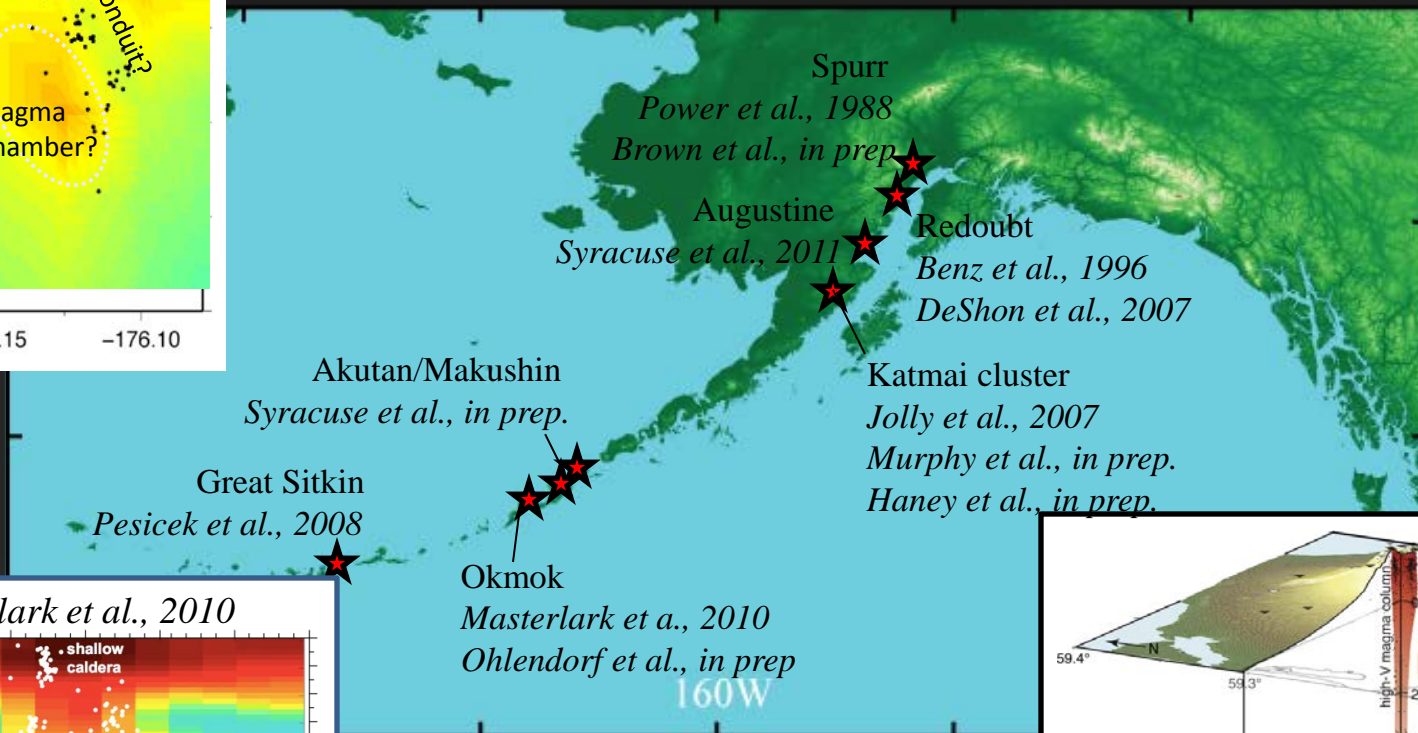 onduit?
agma
hamber?
.15 −176.10
Spurr
Power et al., 1988
Brown et al., in prep.
Augustine
Syracuse et al., 2011
Redoubt
Benz et al., 1996
DeShon et al., 2007
Katmai cluster
Jolly et al., 2007
Murphy et al., in prep.
Haney et al., in prep.
Akutan/Makushin
Syracuse et al., in prep.
Great Sitkin
Pesicek et al., 2008
Okmok
Masterlark et a., 2010
Ohlendorf et al., in prep
160W
lark et al., 2010
shallow
caldera
59.4°
N
59.3°
high-V magma column
2